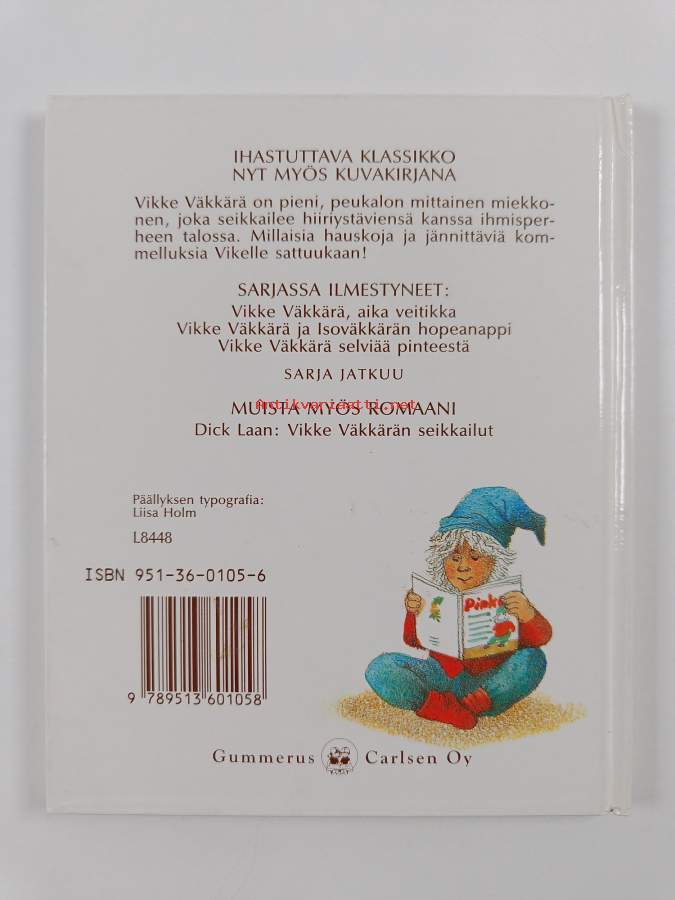 IHASTUTTAVA KLASSIKKO
NYT MYÖS KUVAKIRJANA
Vikke Väkkärä on pieni, peukalon mittainen miekko-
nen, joka seikkailee hiiriystäviensä kanssa ihmisper-
heen talossa. Millaisia hauskoja ja jännittäviä kom-
melluksia Vikelle sattuukaan!
SARJASSA ILMESTYNEET:
Vikke Väkkärä, aika veitikka
Vikke Väkkärä ja Isoväkkärän hopeanappi
Vikke Väkkärä selviää pinteestä
SARJA JATKUU
antikvariaatti.net
MUISTA MYÖS ROMAANI
Dick Laan: Vikke Väkkärän seikkailut
Päällyksen typografia:
Liisa Holm
L8448
ISBN 951-36-0105-6
9 789513 601058
Pinke
Gummerus Carlsen Oy